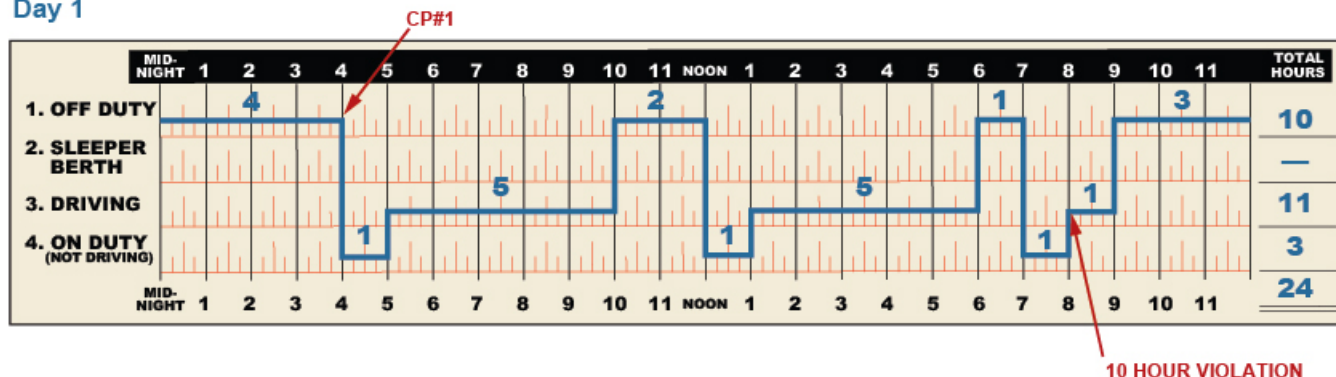 Day 1
CP#1
MID-NIGHT 1 2 3 4 5 6 7 8 9 10 11 NOON 1 2 3 4 5 6 7 8 9 10 11 TOTAL HOURS
1. OFF DUTY 4 2 1 3 10
2. SLEEPER BERTH —
3. DRIVING 5 5 1 11
4. ON DUTY (NOT DRIVING) 1 1 1 3
MID-NIGHT 1 2 3 4 5 6 7 8 9 10 11 NOON 1 2 3 4 5 6 7 8 9 10 11 24
10 HOUR VIOLATION